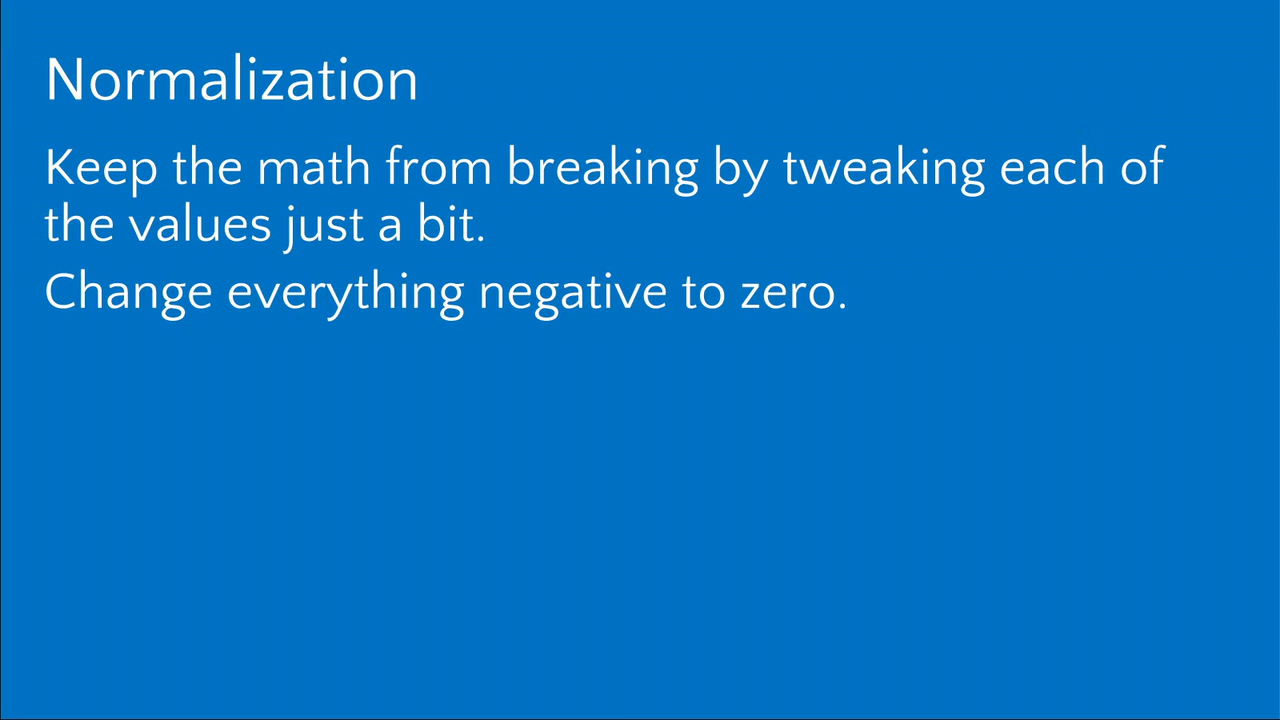 Normalization
Keep the math from breaking by tweaking each of
the values just a bit.
Change everything negative to zero.